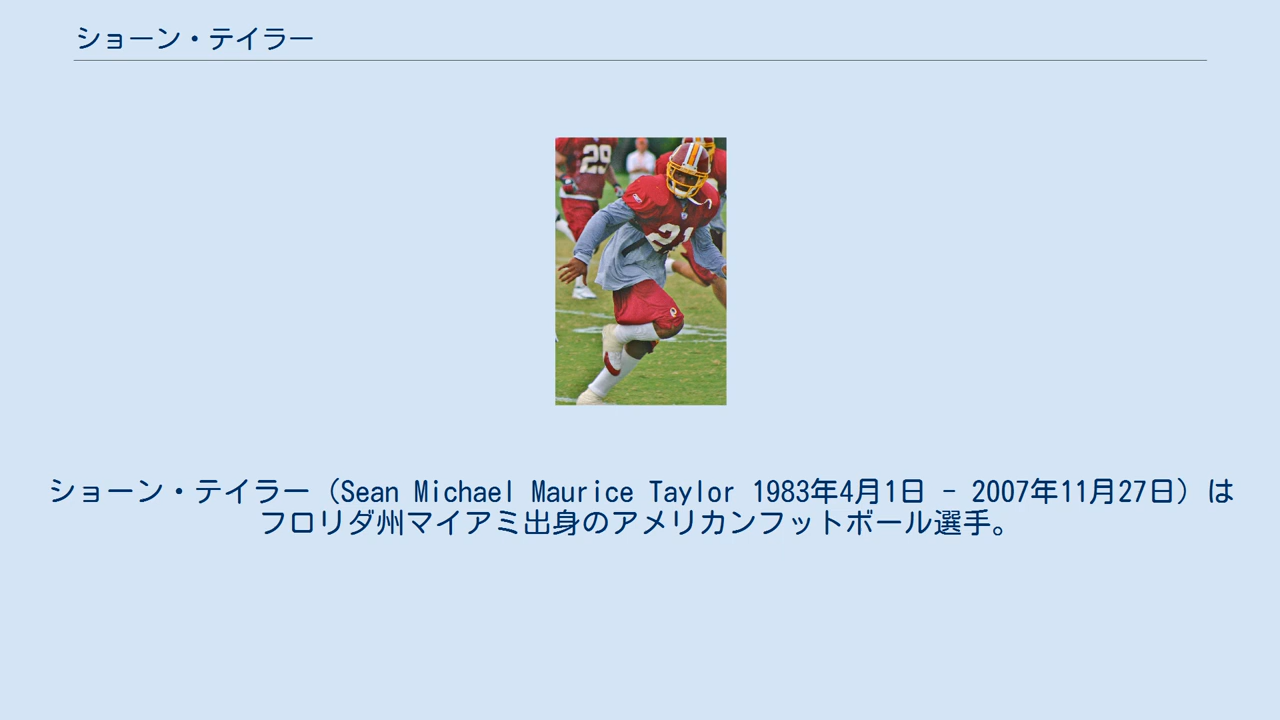 ショーン・テイラー
29
21
ショーン・テイラー（Sean Michael Maurice Taylor 1983年4月1日 - 2007年11月27日）は
フロリダ州マイアミ出身のアメリカンフットボール選手。